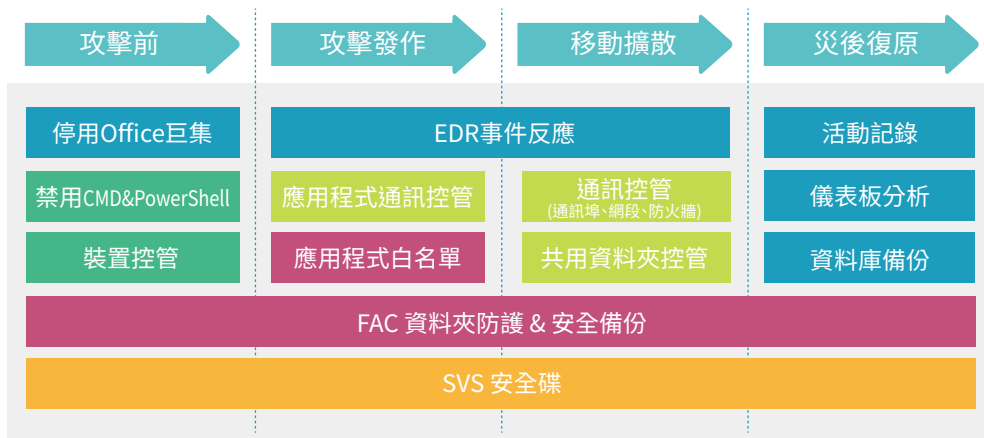 攻擊前
攻擊發作
移動擴散
災後復原
停用Office巨集
EDR事件反應
活動記錄
禁用CMD&PowerShell
應用程式通訊控管
通訊控管
(通訊埠、網段、防火牆)
儀表板分析
裝置控管
應用程式白名單
共用資料夾控管
資料庫備份
FAC 資料夾防護 & 安全備份
SVS 安全碟